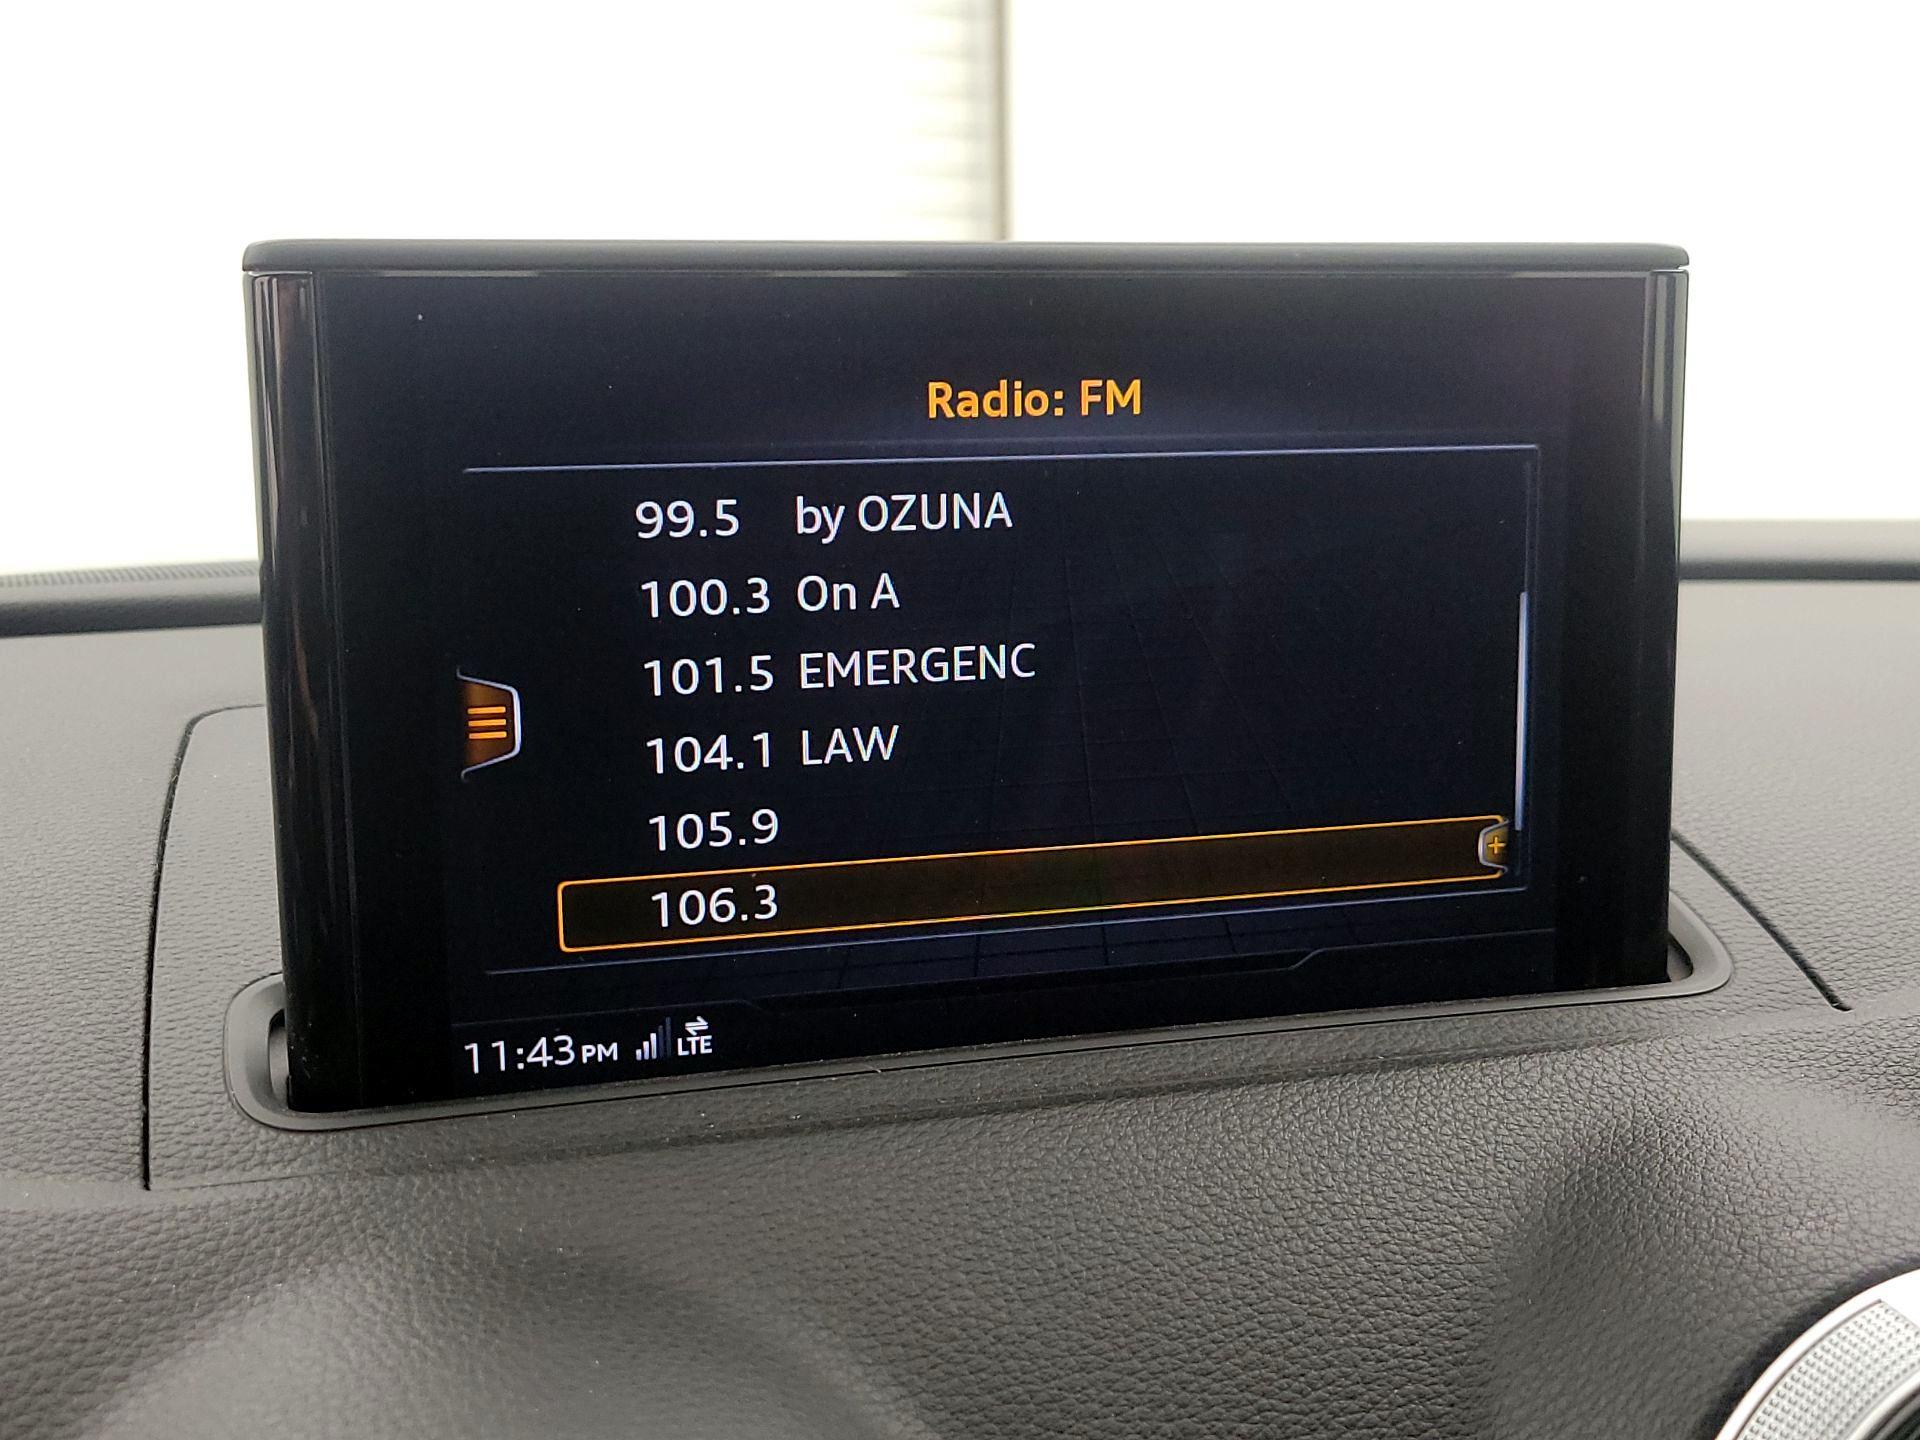 Radio: FM
99.5 by OZUNA
100.3 On A
101.5 EMERGENC
104.1 LAW
105.9
106.3
11:43 PM LTE